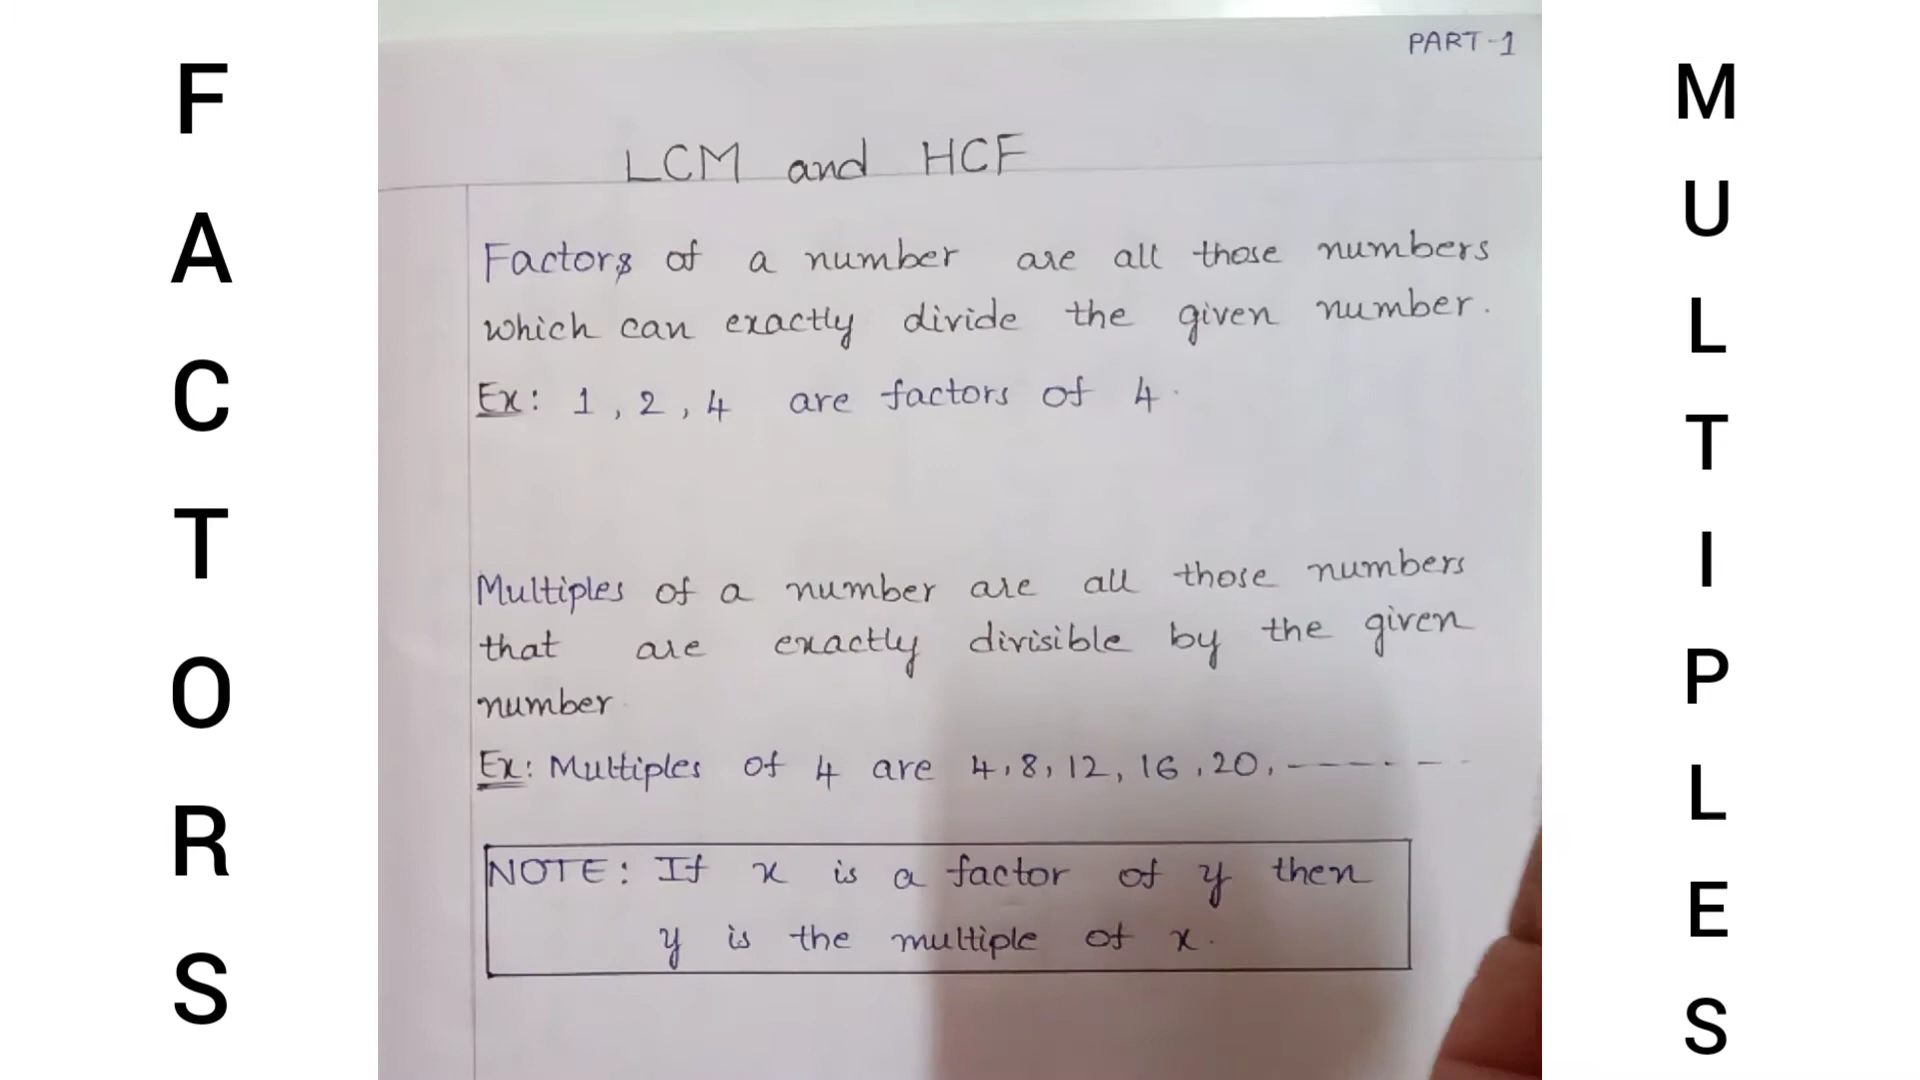 FACTORS
PART-1
LCM and HCF
Factors of a number are all those numbers
which can exactly divide the given number.
Ex: 1, 2, 4 are factors of 4.
Multiples of a number are all those numbers
that are exactly divisible by the given
number
Ex: Multiples of 4 are 4, 8, 12, 16, 20, -------
NOTE: If x is a factor of y then
y is the multiple of x.
MULTIPLES